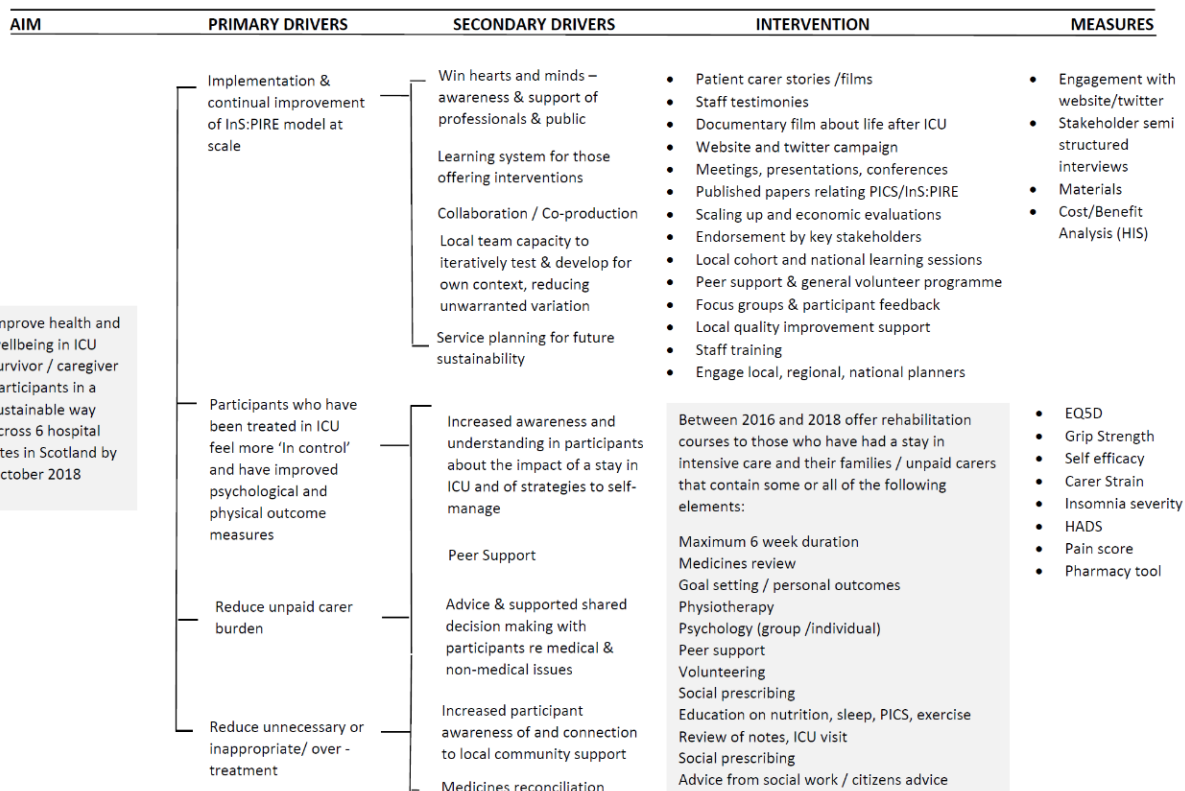 AIM
PRIMARY DRIVERS
SECONDARY DRIVERS
INTERVENTION
MEASURES
mprove health and
ellbeing in ICU
urvivor / caregiver
articipants in a
ustainable way
cross 6 hospital
tes in Scotland by
ctober 2018
Implementation &
continual improvement
of InS:PIRE model at
scale
Participants who have
been treated in ICU
feel more 'In control'
and have improved
psychological and
physical outcome
measures
Reduce unpaid carer
burden
Reduce unnecessary or
inappropriate/ over -
treatment
Win hearts and minds –
awareness & support of
professionals & public
Learning system for those
offering interventions
Collaboration / Co-production
Local team capacity to
iteratively test & develop for
own context, reducing
unwarranted variation
Service planning for future
sustainability
Increased awareness and
understanding in participants
about the impact of a stay in
ICU and of strategies to self-
manage
Peer Support
Advice & supported shared
decision making with
participants re medical &
non-medical issues
Increased participant
awareness of and connection
to local community support
Medicines reconciliation
• Patient carer stories /films
• Staff testimonies
• Documentary film about life after ICU
• Website and twitter campaign
• Meetings, presentations, conferences
• Published papers relating PICS/InS:PIRE
• Scaling up and economic evaluations
• Endorsement by key stakeholders
• Local cohort and national learning sessions
• Peer support & general volunteer programme
• Focus groups & participant feedback
• Local quality improvement support
• Staff training
• Engage local, regional, national planners
Between 2016 and 2018 offer rehabilitation
courses to those who have had a stay in
intensive care and their families / unpaid carers
that contain some or all of the following
elements:
Maximum 6 week duration
Medicines review
Goal setting / personal outcomes
Physiotherapy
Psychology (group /individual)
Peer support
Volunteering
Social prescribing
Education on nutrition, sleep, PICS, exercise
Review of notes, ICU visit
Social prescribing
Advice from social work / citizens advice
• Engagement with
website/twitter
• Stakeholder semi
structured
interviews
• Materials
• Cost/Benefit
Analysis (HIS)
• EQ5D
• Grip Strength
• Self efficacy
• Carer Strain
• Insomnia severity
• HADS
• Pain score
• Pharmacy tool